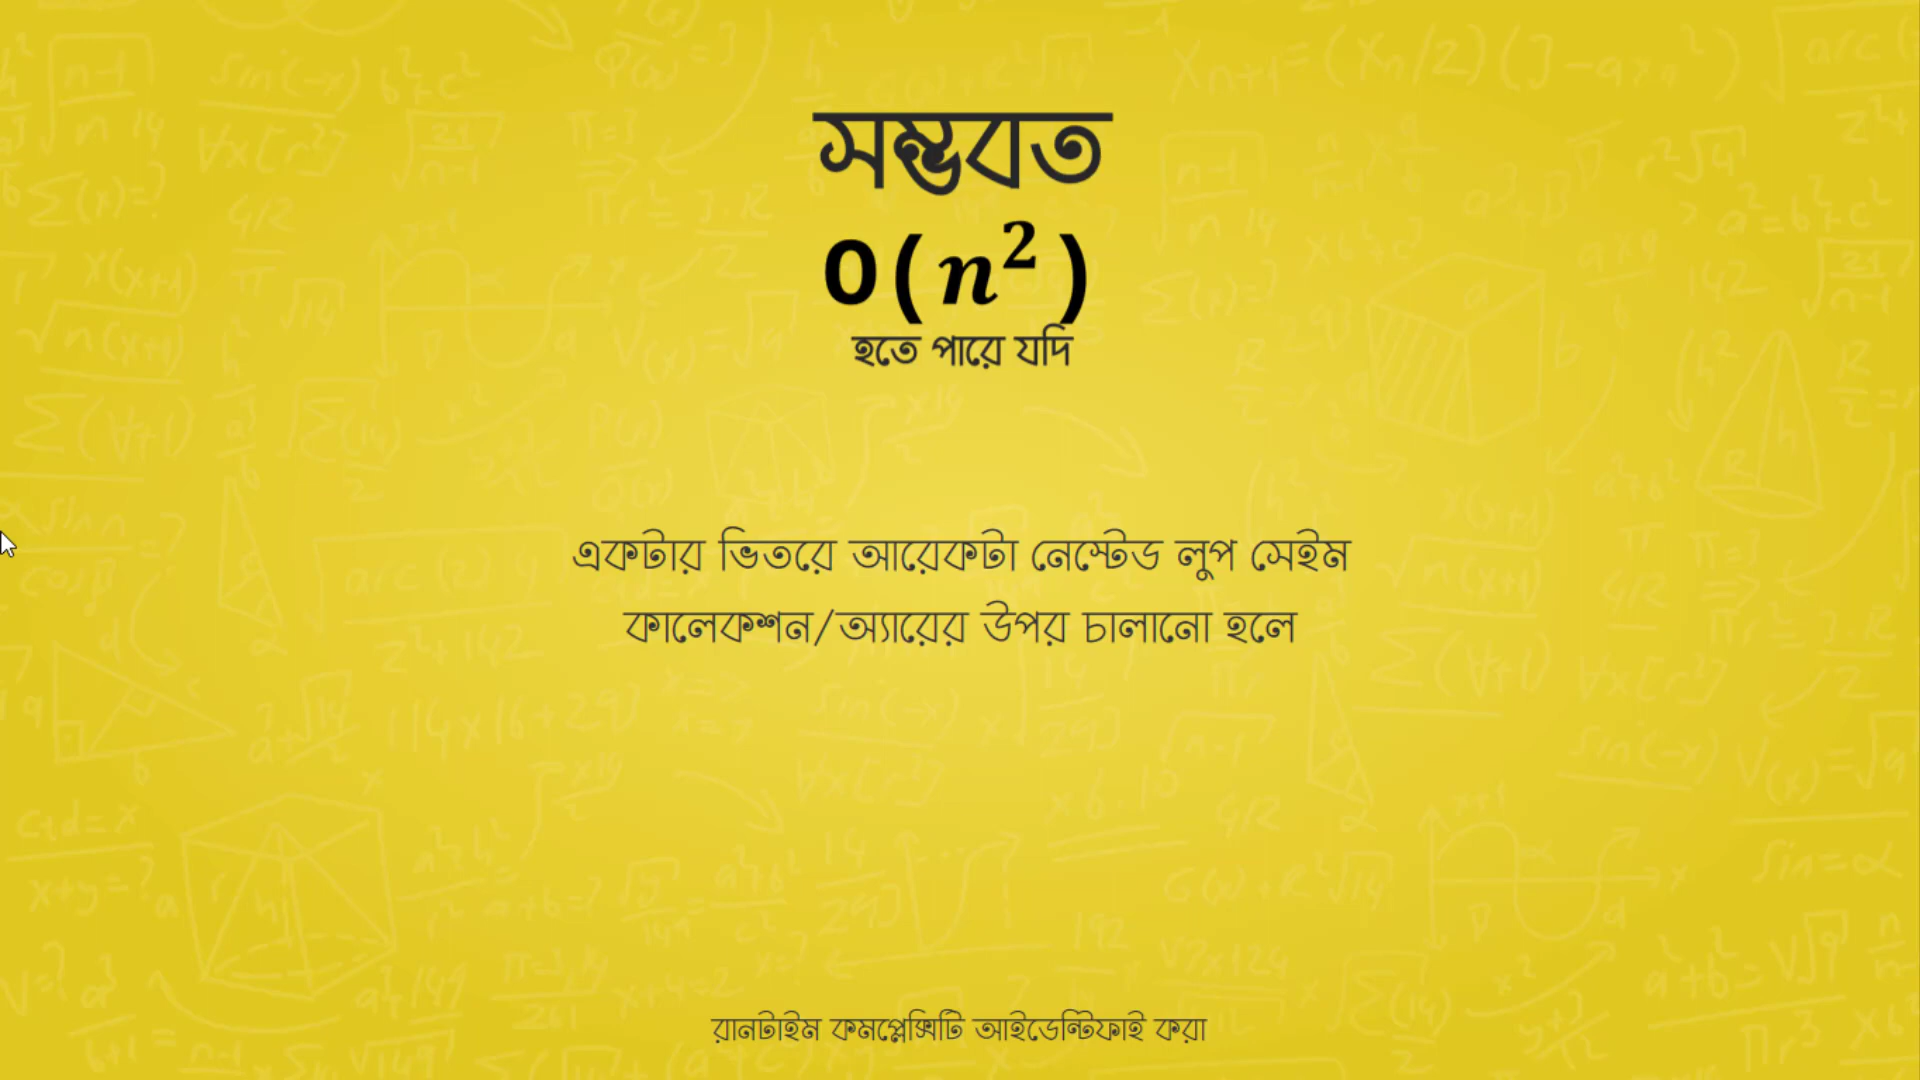 সম্ভবত
O(n²)
হতে পারে যদি
একটার ভিতরে আরেকটা নেস্টেড লুপ সেইম
কালেকশন/অ্যারের উপর চালানো হলে
রানটাইম কমপ্লেক্সিটি আইডেন্টিফাই করা